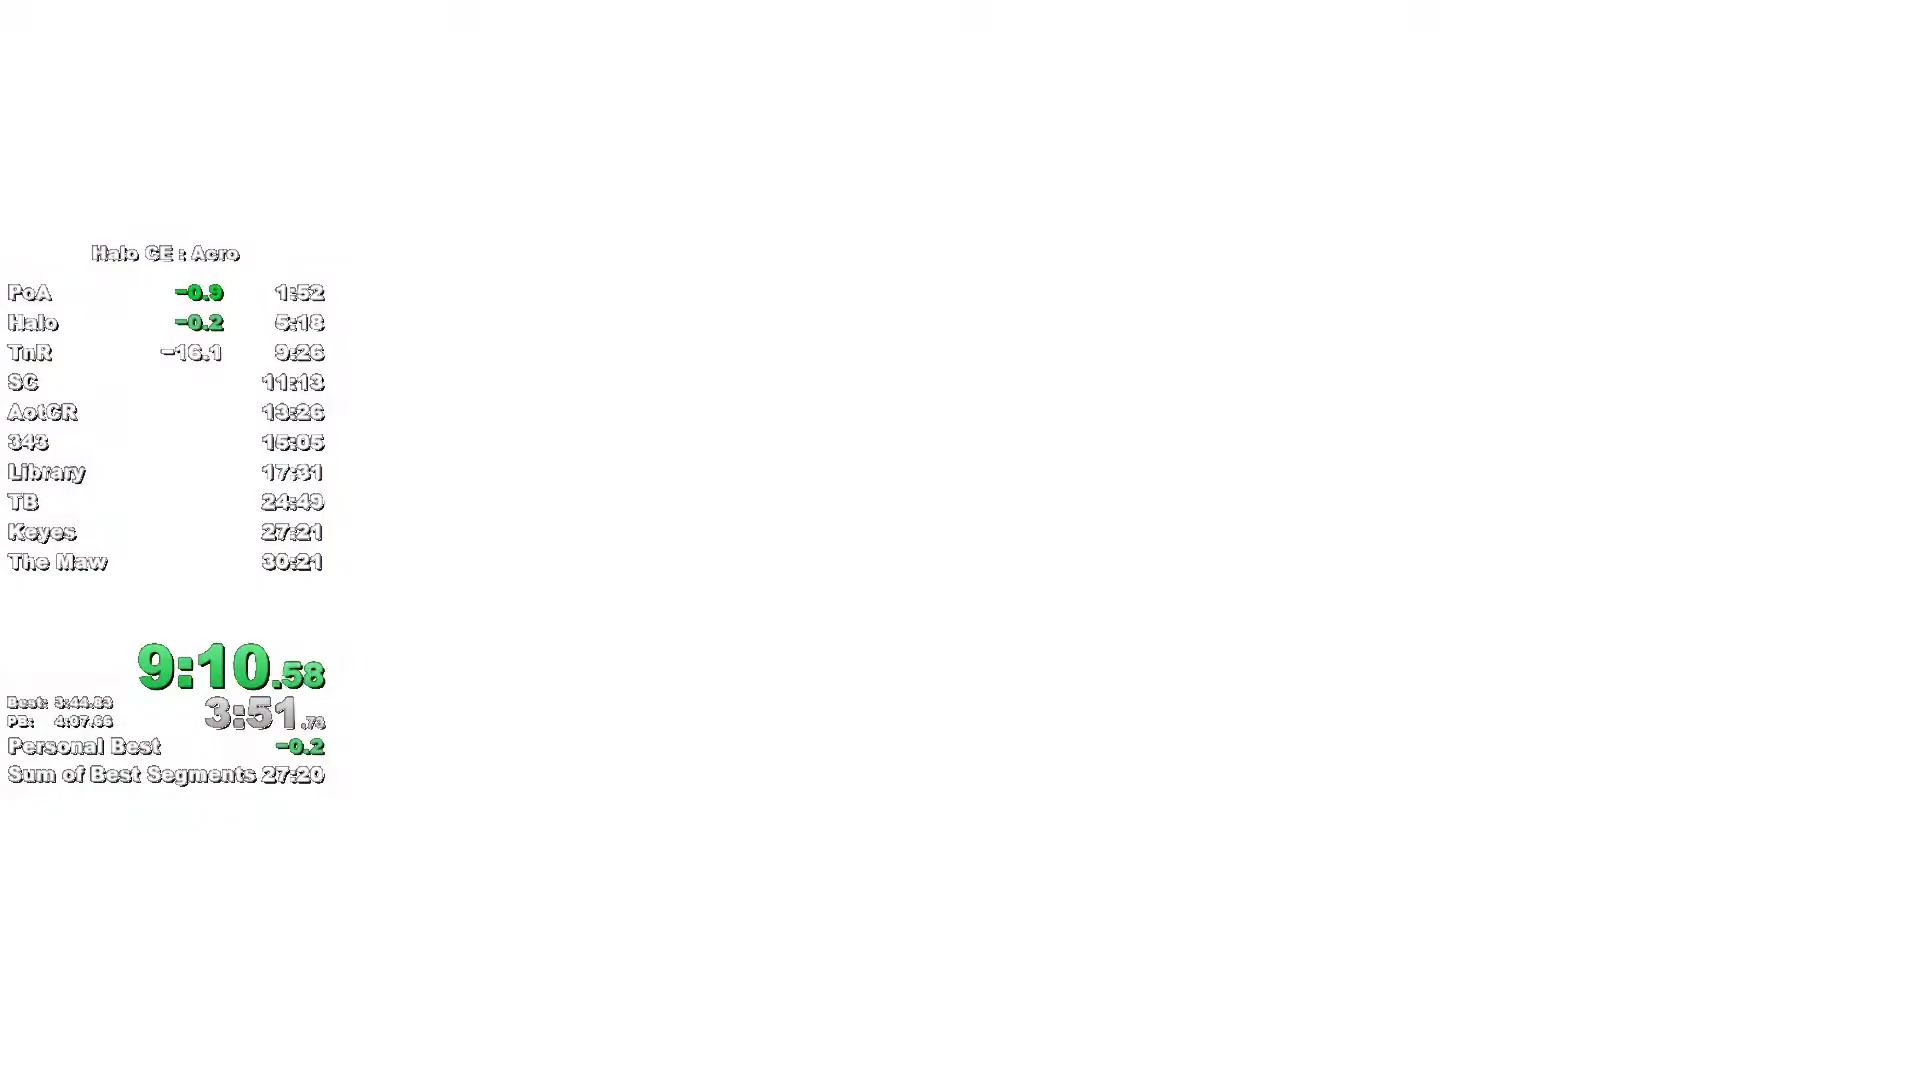 Halo CE : Acro
PoA −0.9 1:52
Halo −0.2 5:18
TnR −16.1 9:26
SC 11:13
AotCR 13:26
343 15:05
Library 17:31
TB 24:49
Keyes 27:21
The Maw 30:21
9:10.58
Best: 3:44.83
PB: 4:07.66
3:51.73
Personal Best −0.2
Sum of Best Segments 27:20